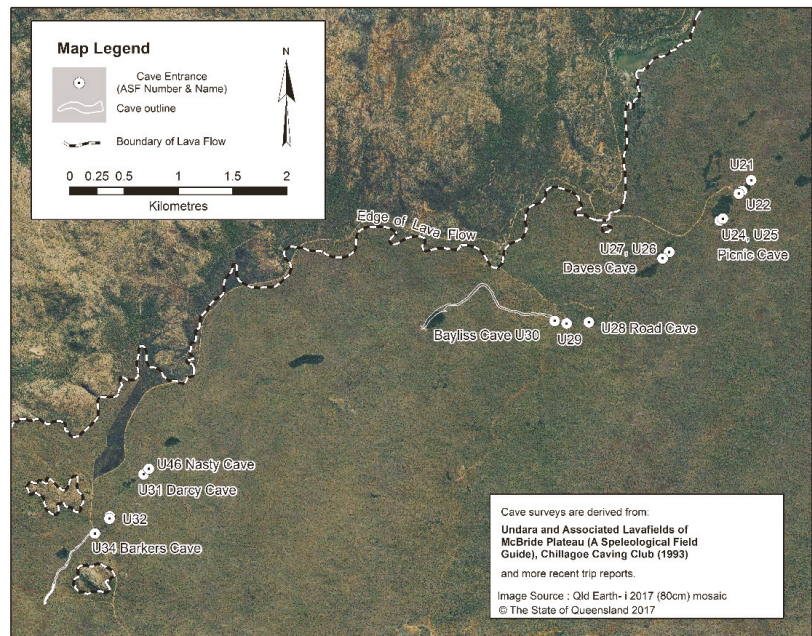 Map Legend
N
Cave Entrance
(ASF Number & Name)
Cave outline
Boundary of Lava Flow
0 0.25 0.5 1 1.5 2
Kilometres
Edge of Lava Flow
U21
U22
U24, U25
Picnic Cave
U27, U26
Daves Cave
Bayliss Cave U30
U29
U28 Road Cave
U46 Nasty Cave
U31 Darcy Cave
U32
U34 Barkers Cave
Cave surveys are derived from:
Undara and Associated Lavafields of
McBride Plateau (A Speleological Field
Guide), Chillagoe Caving Club (1993)
and more recent trip reports.
Image Source : Qld Earth- i 2017 (80cm) mosaic
© The State of Queensland 2017